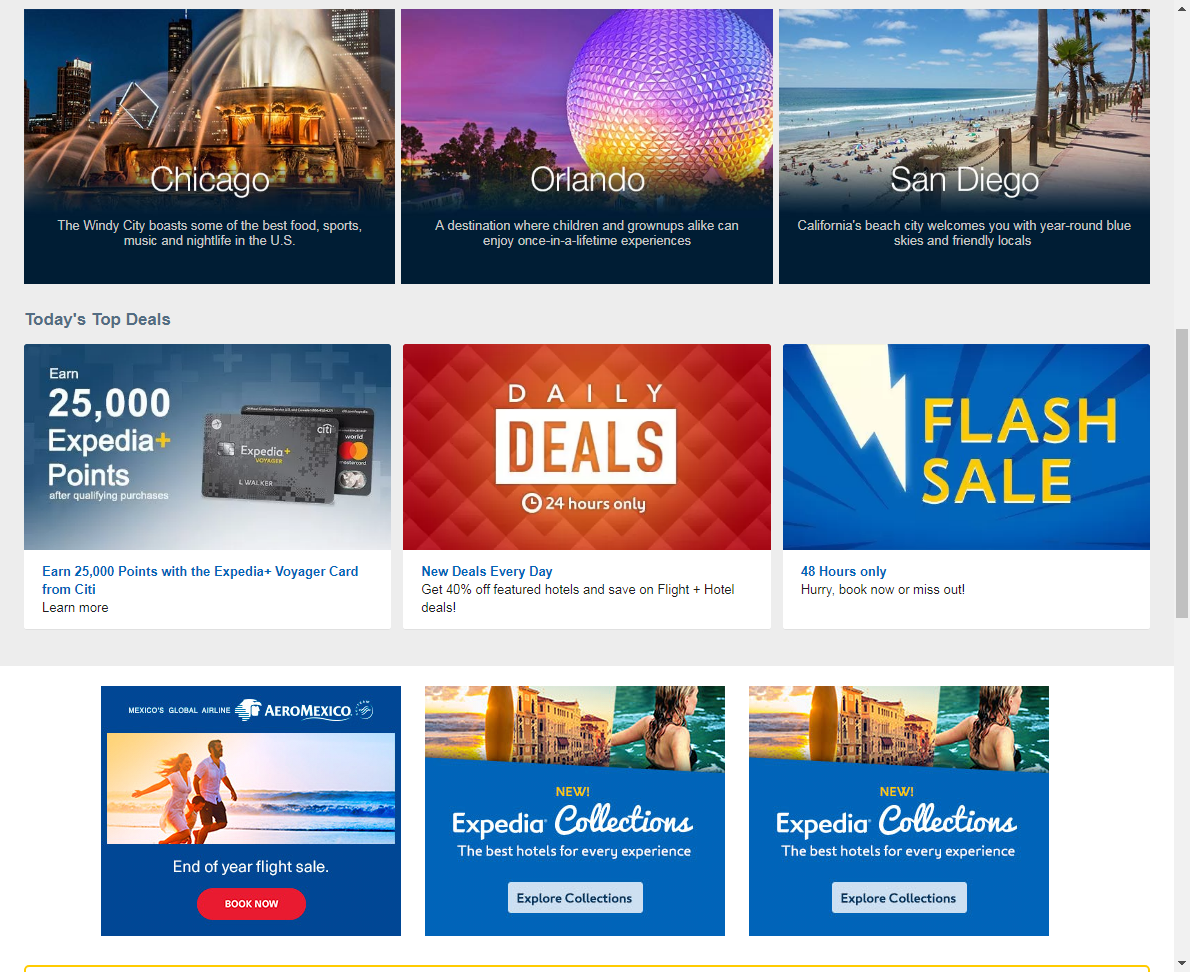 Chicago
The Windy City boasts some of the best food, sports,
music and nightlife in the U.S.
Orlando
A destination where children and grownups alike can
enjoy once-in-a-lifetime experiences
San Diego
California's beach city welcomes you with year-round blue
skies and friendly locals
Today's Top Deals
Earn
25,000
Expedia+
Points
after qualifying purchases
citi
Expedia+
VOYAGER
L WALKER
world
mastercard
Earn 25,000 Points with the Expedia+ Voyager Card
from Citi
Learn more
DAILY
DEALS
24 hours only
New Deals Every Day
Get 40% off featured hotels and save on Flight + Hotel
deals!
FLASH
SALE
48 Hours only
Hurry, book now or miss out!
MEXICO'S GLOBAL AIRLINE AEROMEXICO
End of year flight sale.
BOOK NOW
NEW!
Expedia Collections
The best hotels for every experience
Explore Collections
NEW!
Expedia Collections
The best hotels for every experience
Explore Collections